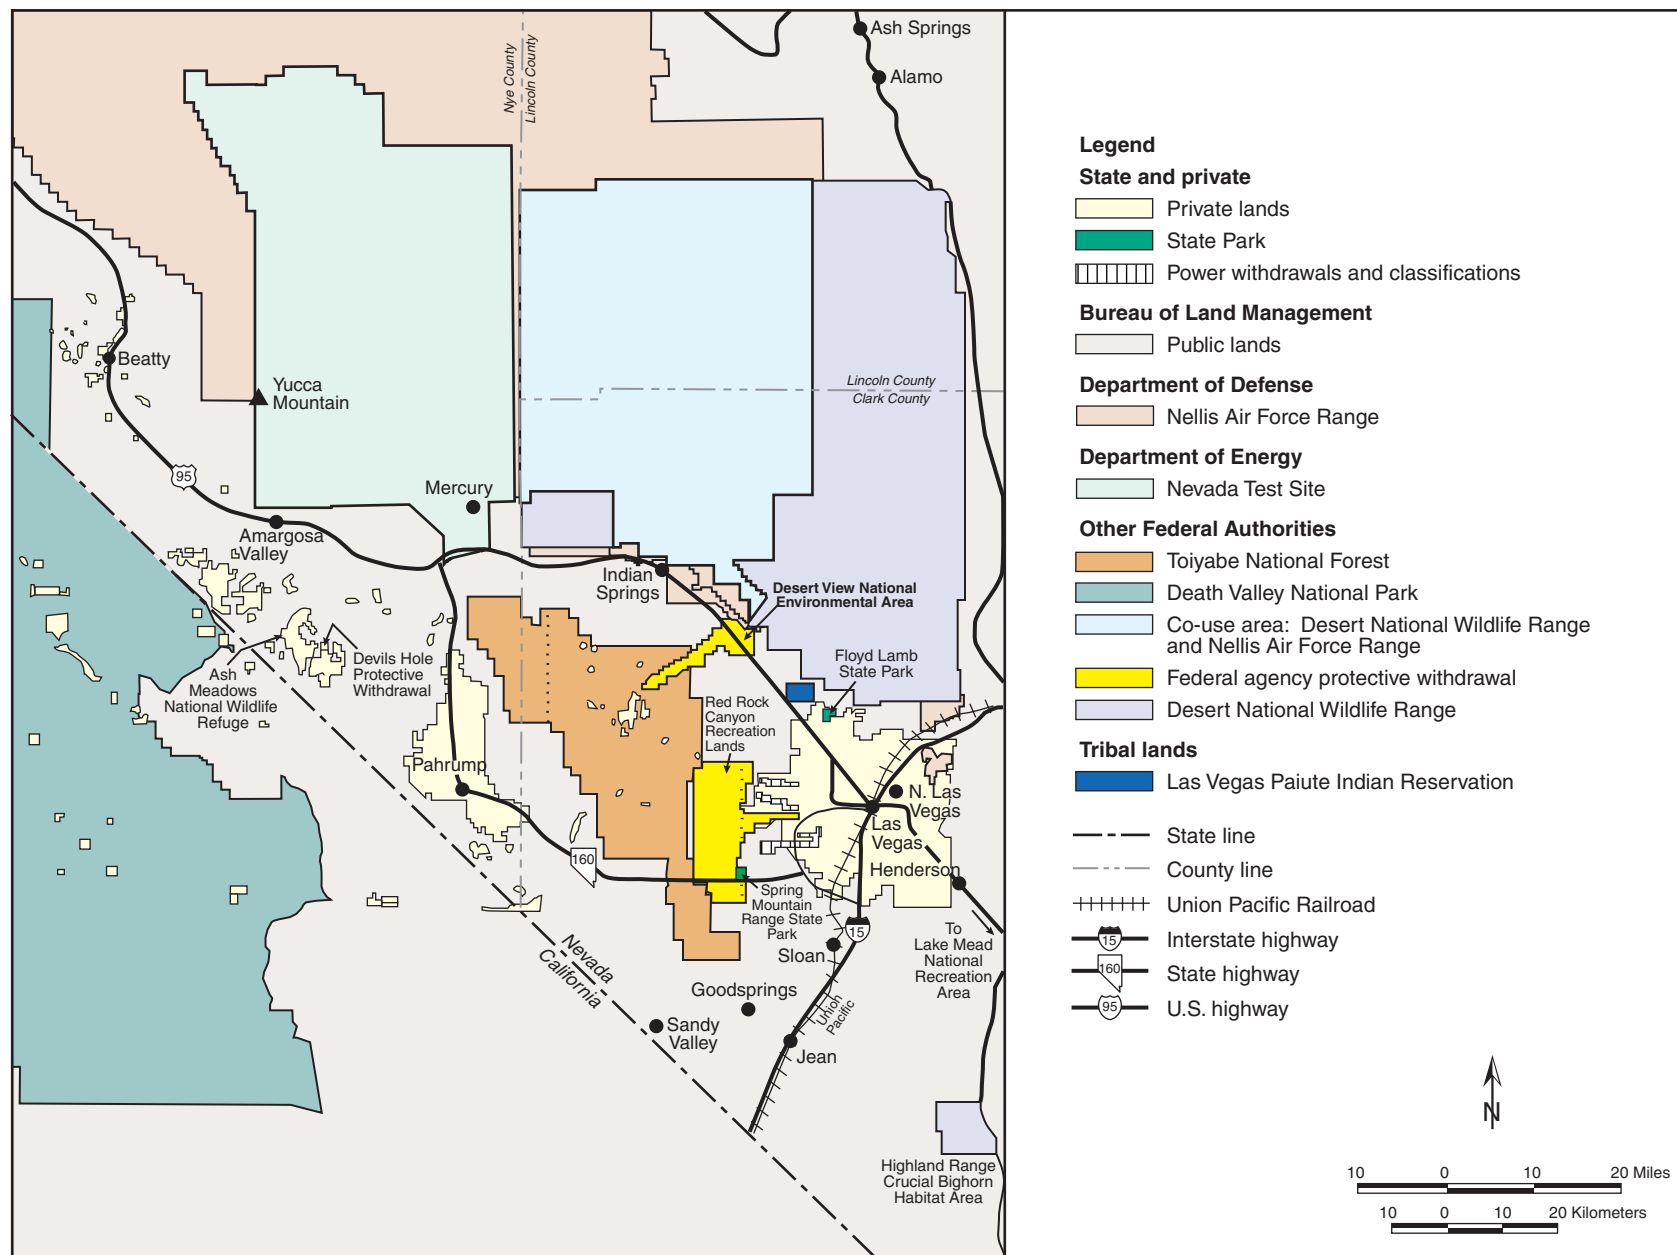 Ash Springs
Alamo
Nye County
Lincoln County
Beatty
Yucca
Mountain
Lincoln County
Clark County
95
Mercury
Amargosa
Valley
Indian
Springs
Desert View National
Environmental Area
Floyd Lamb
State Park
Ash
Meadows
National Wildlife
Refuge
Devils Hole
Protective
Withdrawal
Red Rock
Canyon
Recreation
Lands
Pahrump
N. Las
Vegas
Las
Vegas
160
Henderson
Spring
Mountain
Range State
Park
15
To
Lake Mead
National
Recreation
Area
Nevada
California
Sloan
Goodsprings
Union
Pacific
Sandy
Valley
Jean
Highland Range
Crucial Bighorn
Habitat Area
Legend
State and private
Private lands
State Park
Power withdrawals and classifications
Bureau of Land Management
Public lands
Department of Defense
Nellis Air Force Range
Department of Energy
Nevada Test Site
Other Federal Authorities
Toiyabe National Forest
Death Valley National Park
Co-use area: Desert National Wildlife Range
and Nellis Air Force Range
Federal agency protective withdrawal
Desert National Wildlife Range
Tribal lands
Las Vegas Paiute Indian Reservation
State line
County line
Union Pacific Railroad
15 Interstate highway
160 State highway
95 U.S. highway
N
10 0 10 20 Miles
10 0 10 20 Kilometers